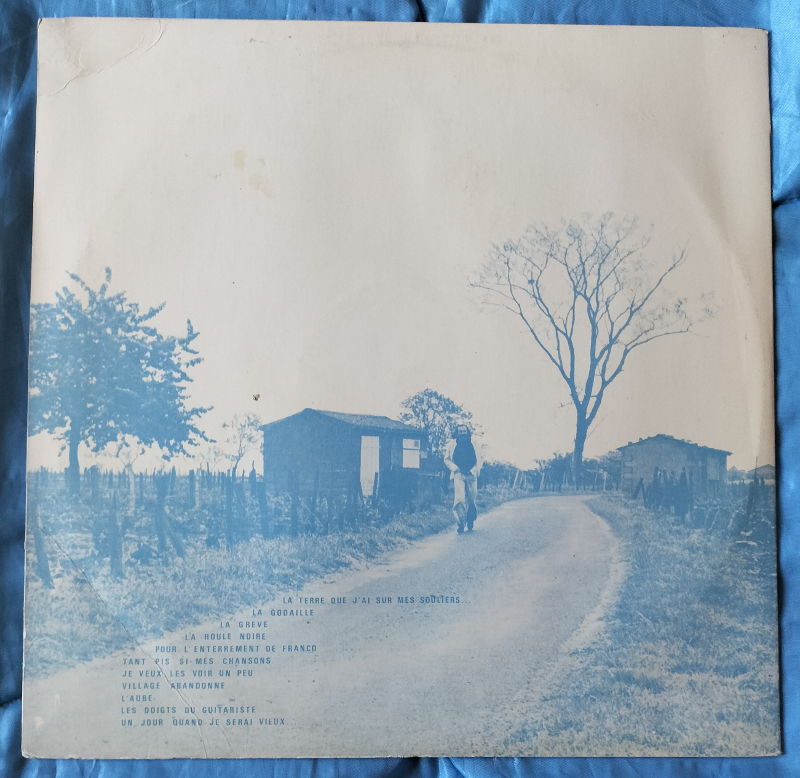 LA TERRE QUE J'AI SUR MES SOULIERS...
LA GODAILLE
LA GREVE
LA HOULE NOIRE
POUR L'ENTERREMENT DE FRANCO
TANT PIS SI MES CHANSONS
JE VEUX LES VOIR UN PEU
VILLAGE ABANDONNE
L'AUBE
LES DOIGTS DU GUITARISTE
UN JOUR QUAND JE SERAI VIEUX